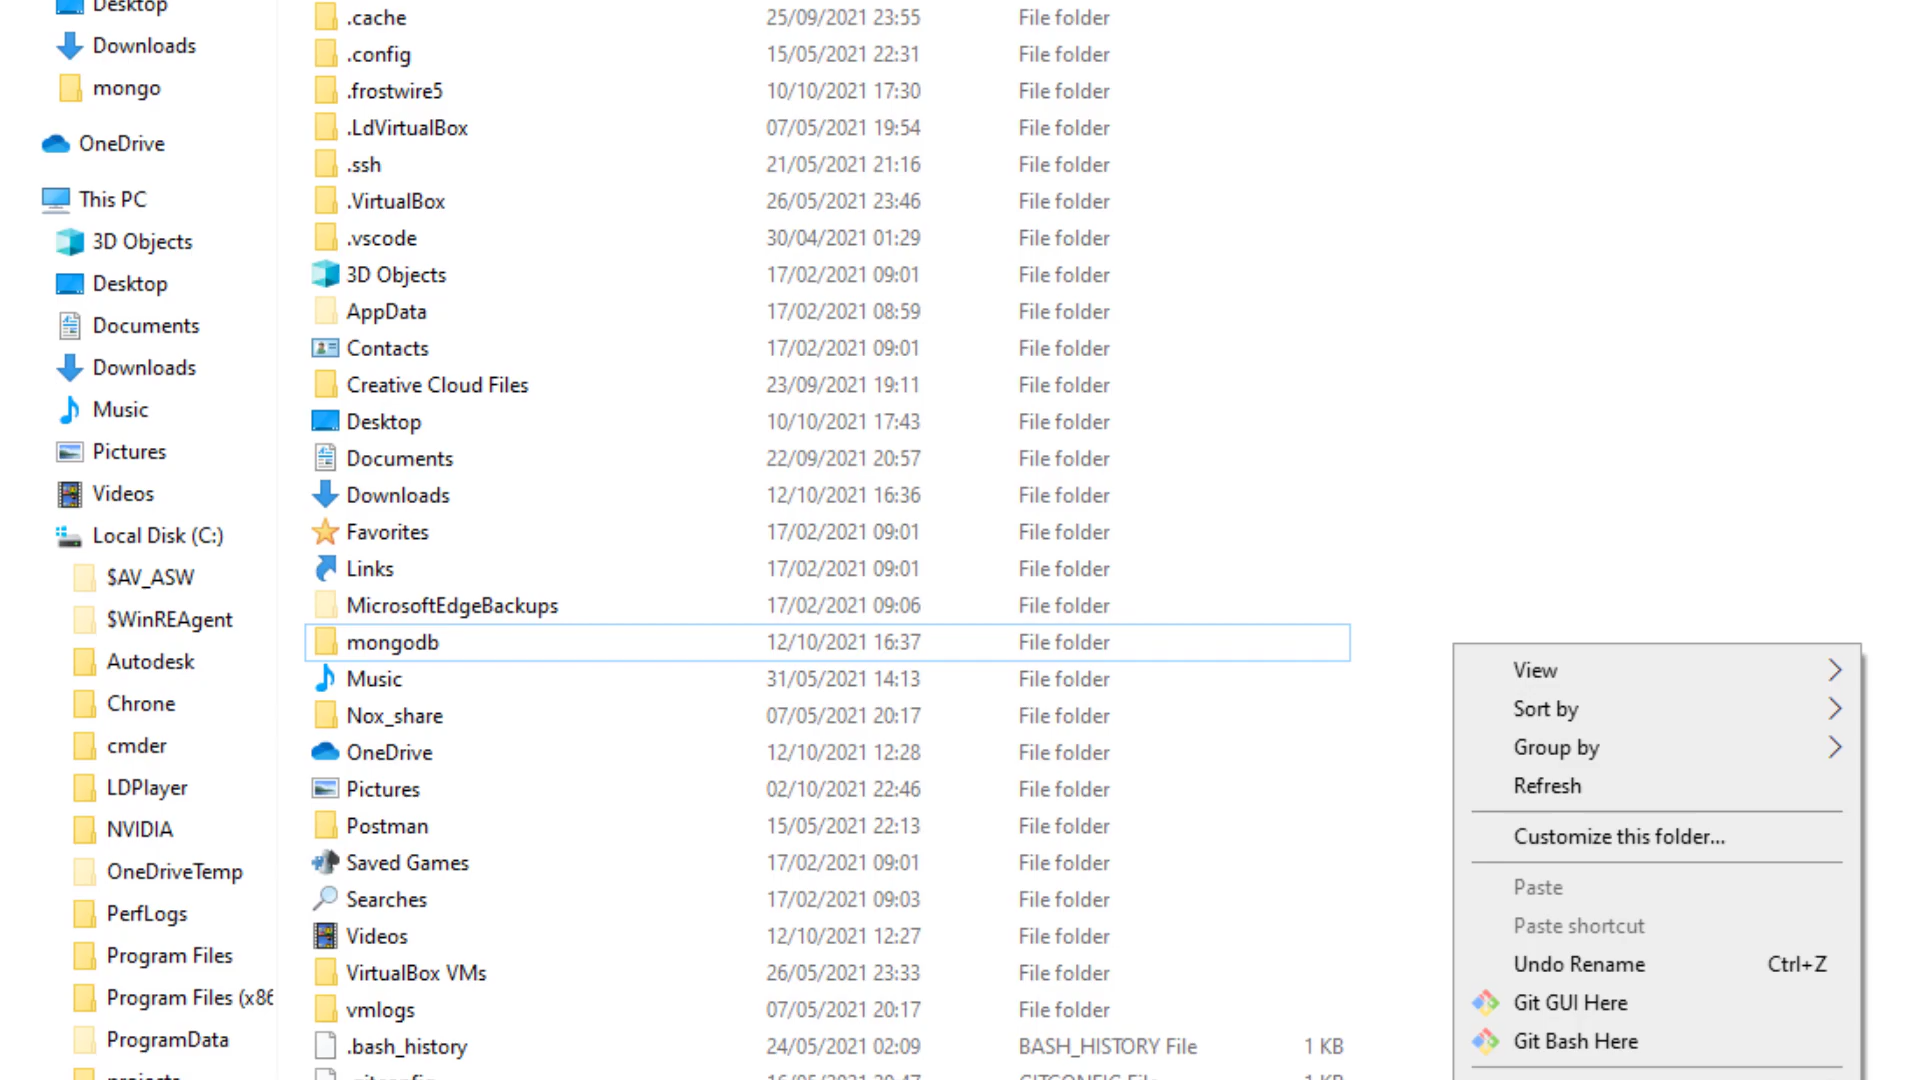 Desktop
Downloads
mongo
OneDrive
This PC
3D Objects
Desktop
Documents
Downloads
Music
Pictures
Videos
Local Disk (C:)
$AV_ASW
$WinREAgent
Autodesk
Chrone
cmder
LDPlayer
NVIDIA
OneDriveTemp
PerfLogs
Program Files
Program Files (x86
ProgramData
projects
.cache 25/09/2021 23:55 File folder
.config 15/05/2021 22:31 File folder
.frostwire5 10/10/2021 17:30 File folder
.LdVirtualBox 07/05/2021 19:54 File folder
.ssh 21/05/2021 21:16 File folder
.VirtualBox 26/05/2021 23:46 File folder
.vscode 30/04/2021 01:29 File folder
3D Objects 17/02/2021 09:01 File folder
AppData 17/02/2021 08:59 File folder
Contacts 17/02/2021 09:01 File folder
Creative Cloud Files 23/09/2021 19:11 File folder
Desktop 10/10/2021 17:43 File folder
Documents 22/09/2021 20:57 File folder
Downloads 12/10/2021 16:36 File folder
Favorites 17/02/2021 09:01 File folder
Links 17/02/2021 09:01 File folder
MicrosoftEdgeBackups 17/02/2021 09:06 File folder
mongodb 12/10/2021 16:37 File folder
Music 31/05/2021 14:13 File folder
Nox_share 07/05/2021 20:17 File folder
OneDrive 12/10/2021 12:28 File folder
Pictures 02/10/2021 22:46 File folder
Postman 15/05/2021 22:13 File folder
Saved Games 17/02/2021 09:01 File folder
Searches 17/02/2021 09:03 File folder
Videos 12/10/2021 12:27 File folder
VirtualBox VMs 26/05/2021 23:33 File folder
vmlogs 07/05/2021 20:17 File folder
.bash_history 24/05/2021 02:09 BASH_HISTORY File 1 KB
.gitconfig 16/05/2021 20:47 GITCONFIG File 1 KB
View
Sort by
Group by
Refresh
Customize this folder...
Paste
Paste shortcut
Undo Rename Ctrl+Z
Git GUI Here
Git Bash Here